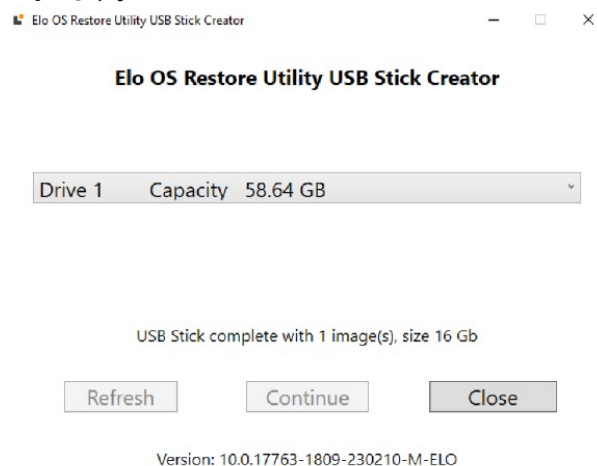 Elo OS Restore Utility USB Stick Creator
Elo OS Restore Utility USB Stick Creator
Drive 1 Capacity 58.64 GB
USB Stick complete with 1 image(s), size 16 Gb
Refresh Continue Close
Version: 10.0.17763-1809-230210-M-ELO